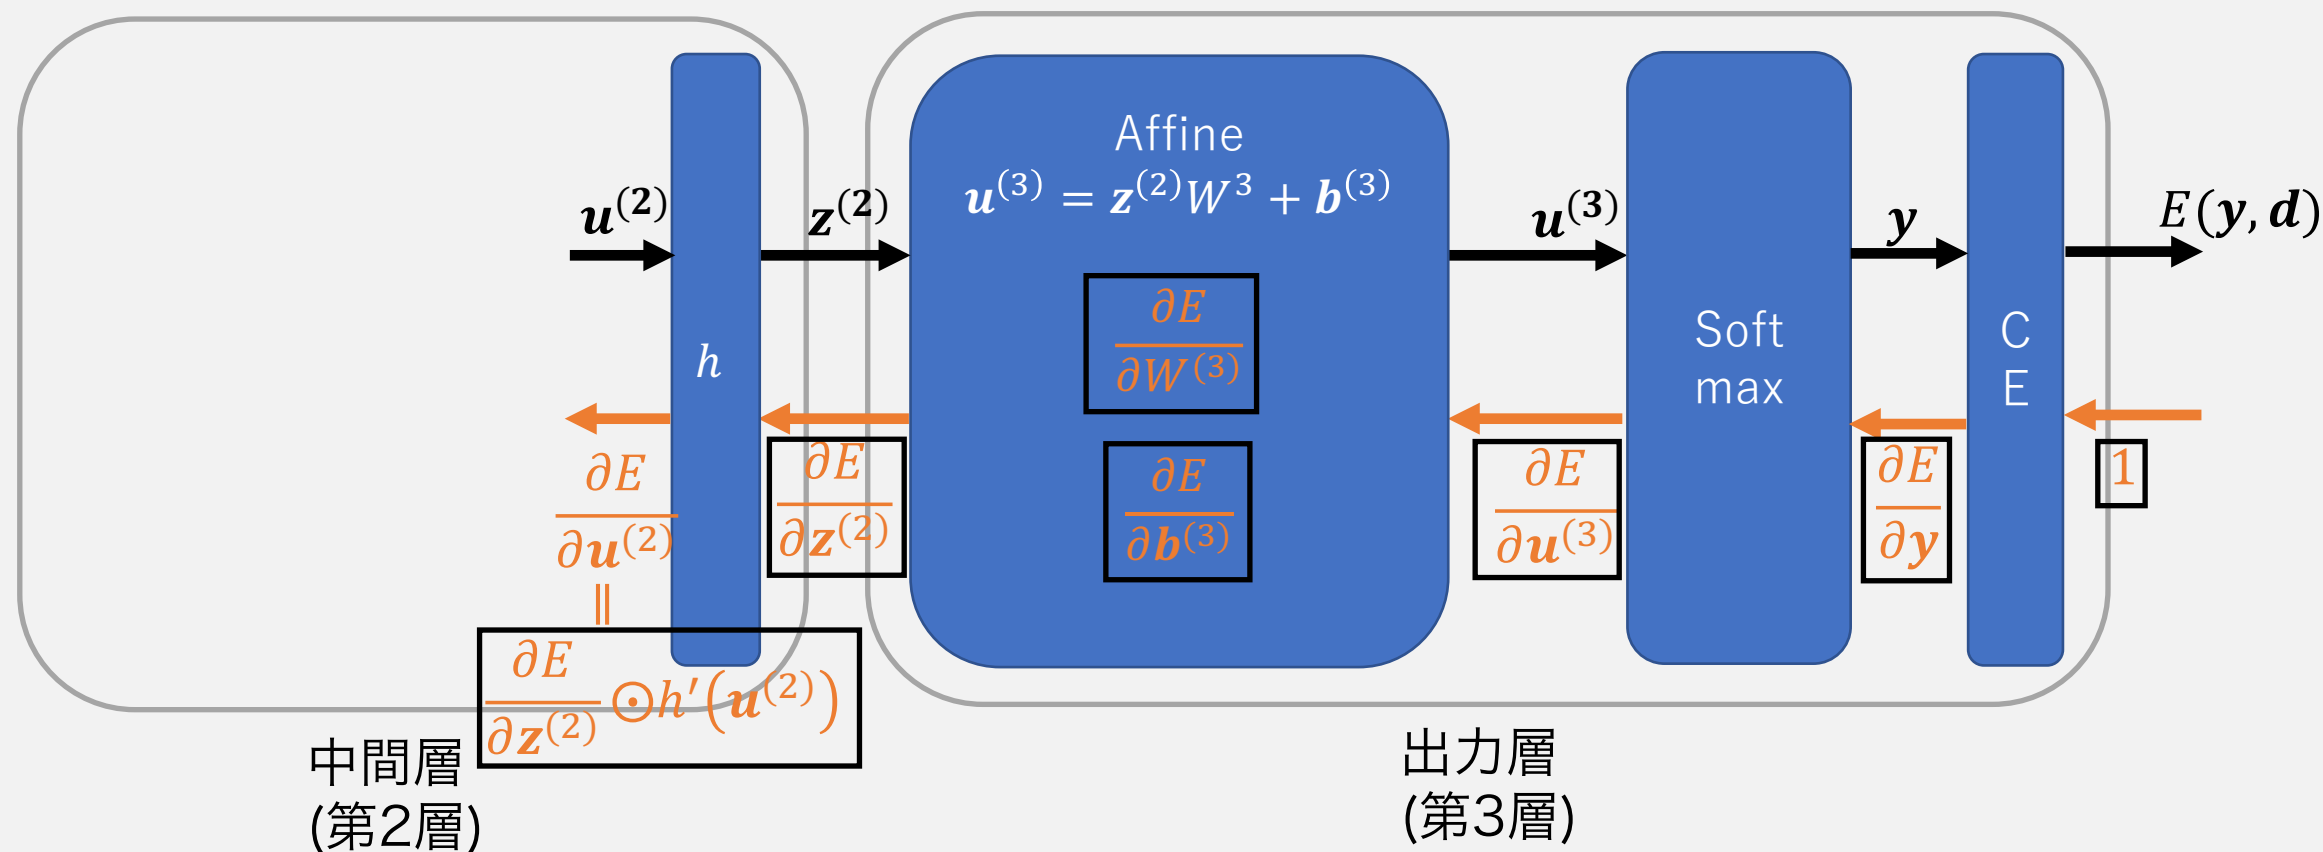 Affine
u^(3) = z^(2)W^3 + b^(3)
u^(2)
z^(2)
u^(3)
y
E(y, d)
∂E/∂W^(3)
Soft
max
C
E
h
∂E/∂u^(2)
∂E/∂z^(2)
∂E/∂b^(3)
∂E/∂u^(3)
∂E/∂y
1
=
∂E/∂z^(2) ⊙ h′(u^(2))
中間層
(第2層)
出力層
(第3層)